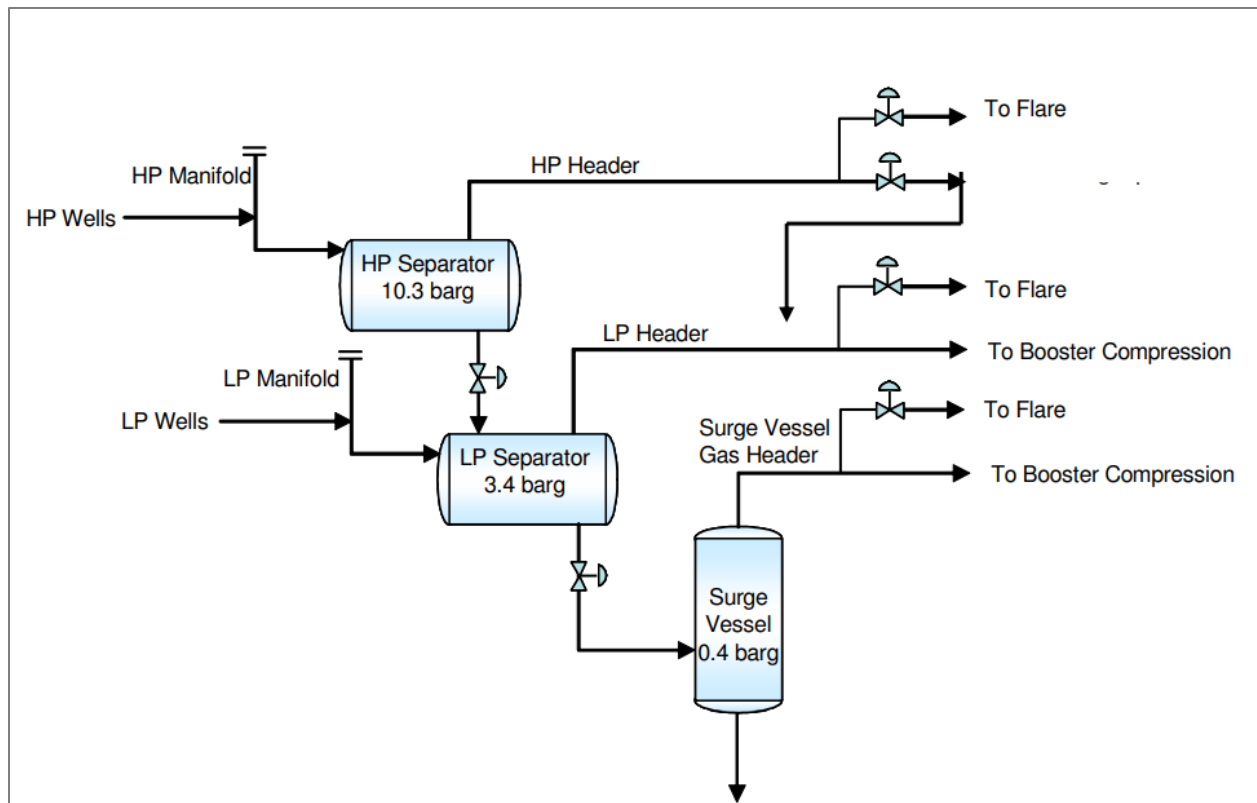 To Flare
HP Header
HP Manifold
HP Wells
HP Separator
10.3 barg
To Flare
LP Header
To Booster Compression
LP Manifold
To Flare
LP Wells
Surge Vessel
Gas Header
LP Separator
3.4 barg
To Booster Compression
Surge
Vessel
0.4 barg